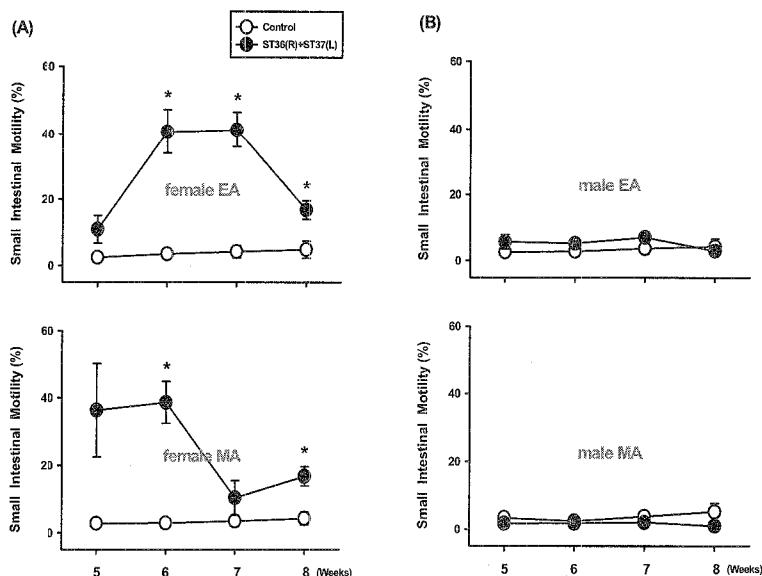 (A)
Control
ST36(R)+ST37(L)
(B)
Small Intestinal Motility (%)
60
40
20
0
*
*
*
female EA
Small Intestinal Motility (%)
60
40
20
0
male EA
Small Intestinal Motility (%)
60
40
20
0
*
*
female MA
5
6
7
8 (Weeks)
Small Intestinal Motility (%)
60
40
20
0
male MA
5
6
7
8 (Weeks)